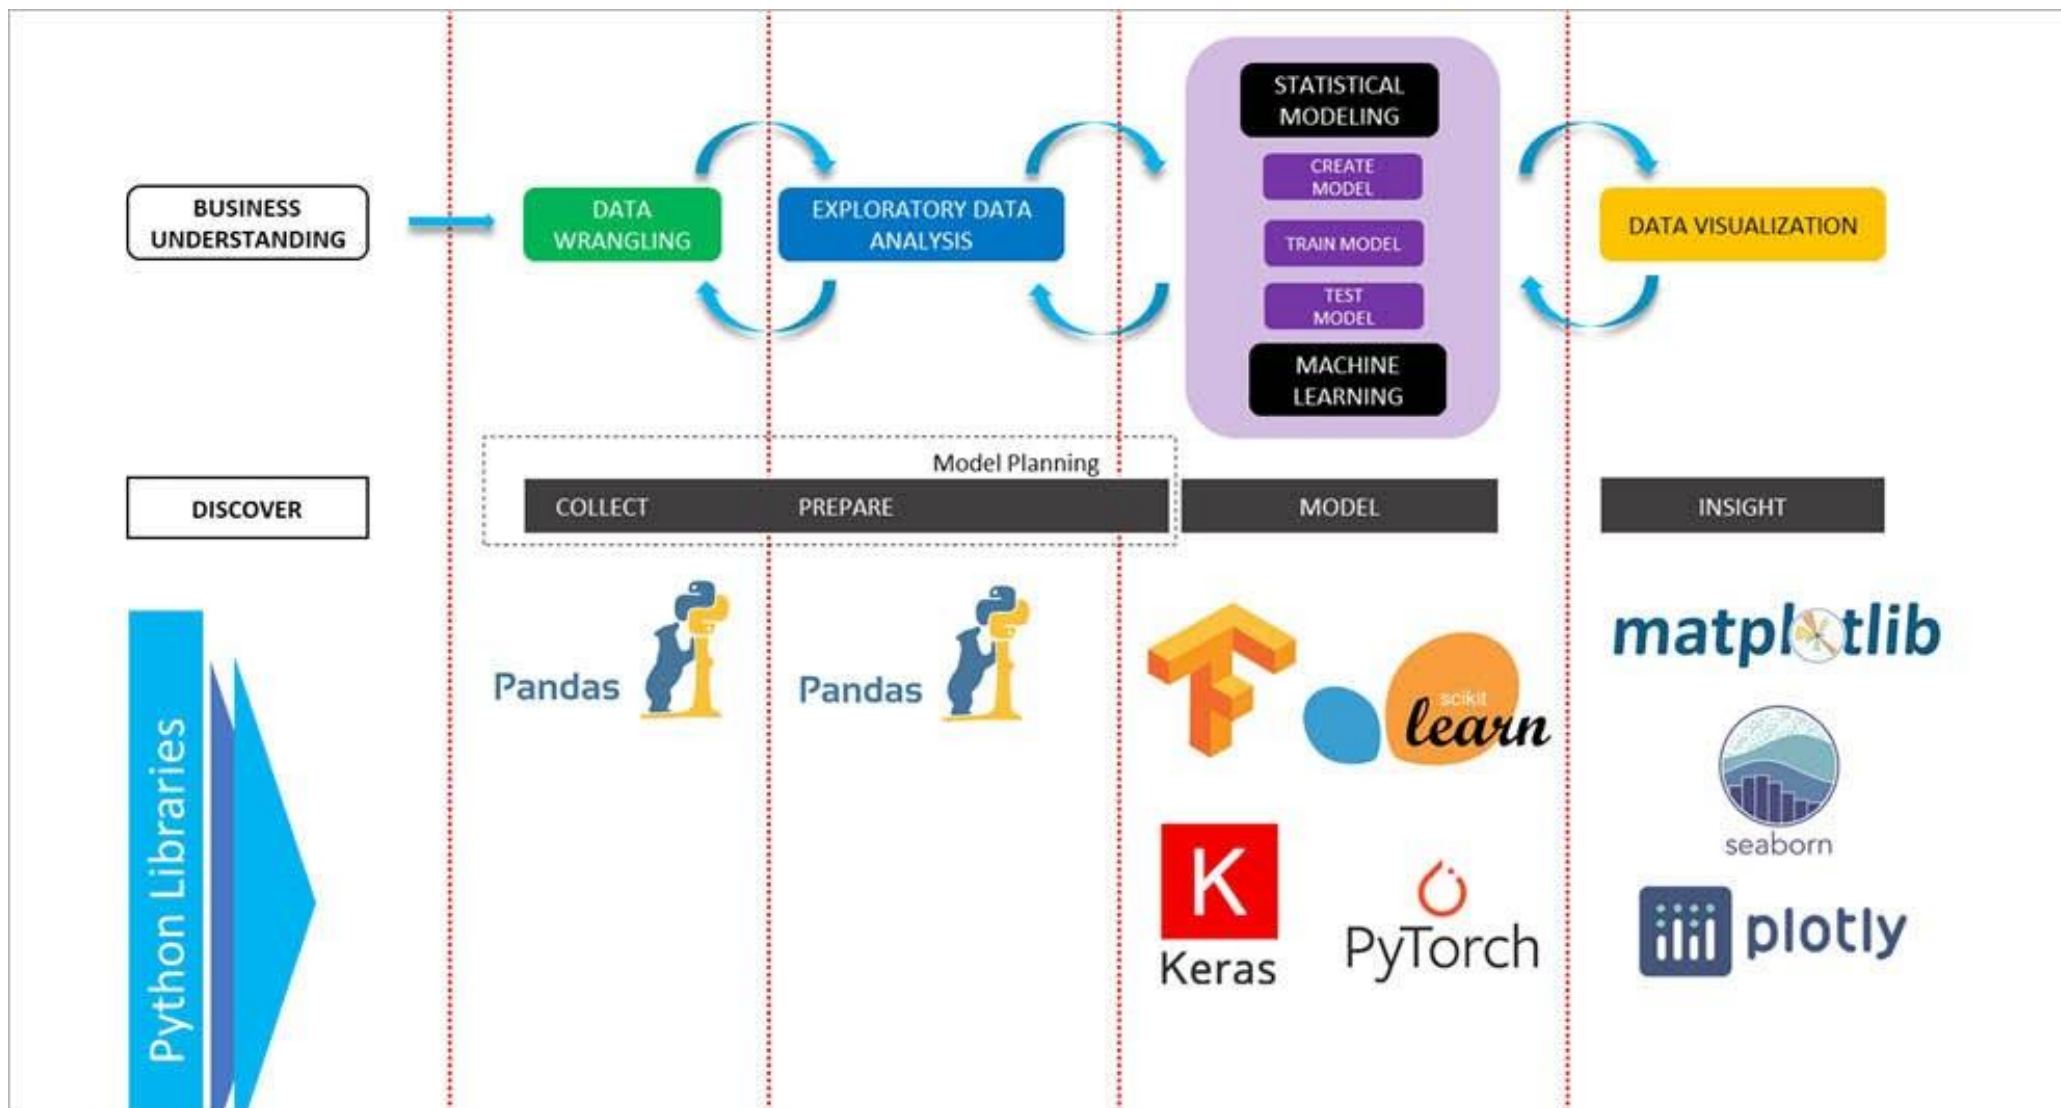 BUSINESS
UNDERSTANDING
DATA
WRANGLING
EXPLORATORY DATA
ANALYSIS
STATISTICAL
MODELING
CREATE
MODEL
TRAIN MODEL
TEST
MODEL
MACHINE
LEARNING
DATA VISUALIZATION
Model Planning
DISCOVER
COLLECT
PREPARE
MODEL
INSIGHT
Python Libraries
Pandas
Pandas
scikit
learn
K
Keras
PyTorch
matplotlib
seaborn
plotly